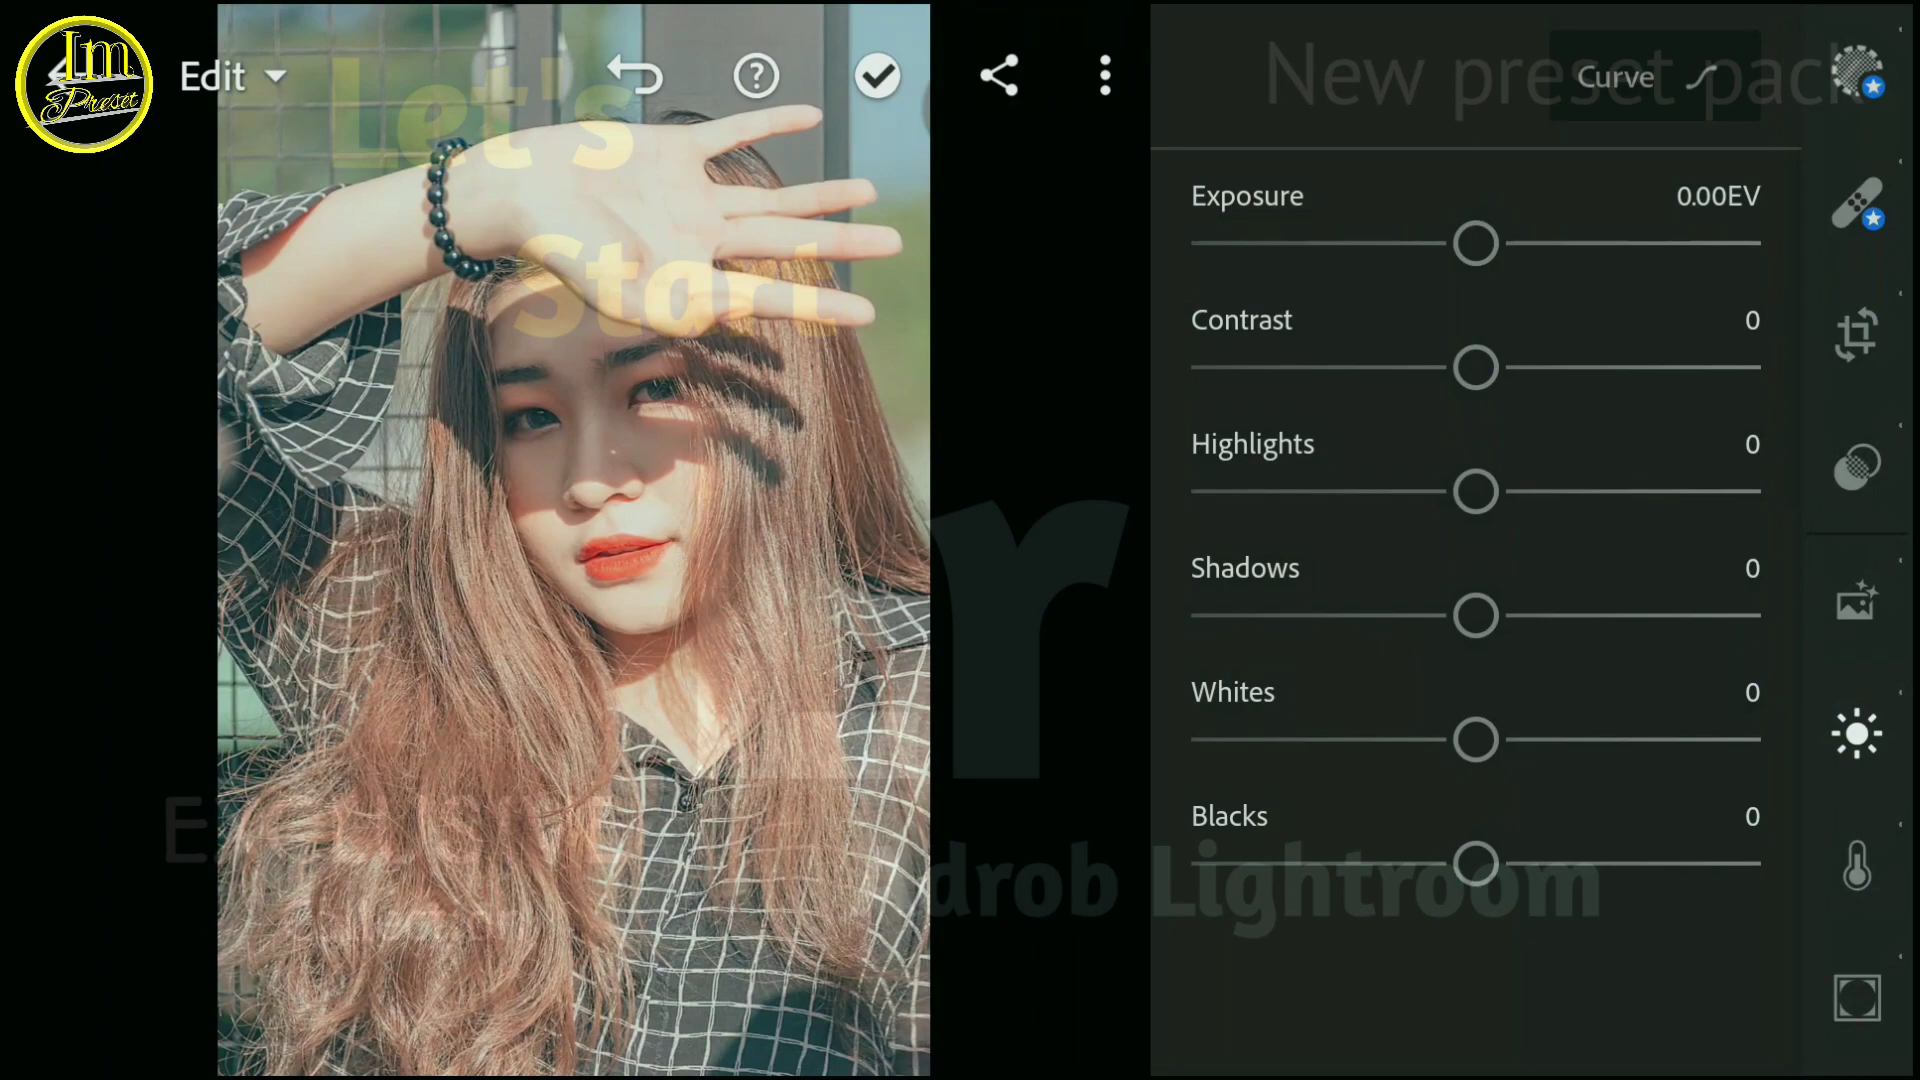 Im
Preset
Edit
Let's
Start
New preset pack
Curve
Exposure
0.00EV
Contrast
0
Highlights
0
Shadows
0
Whites
0
Blacks
0
r
drob Lightroom